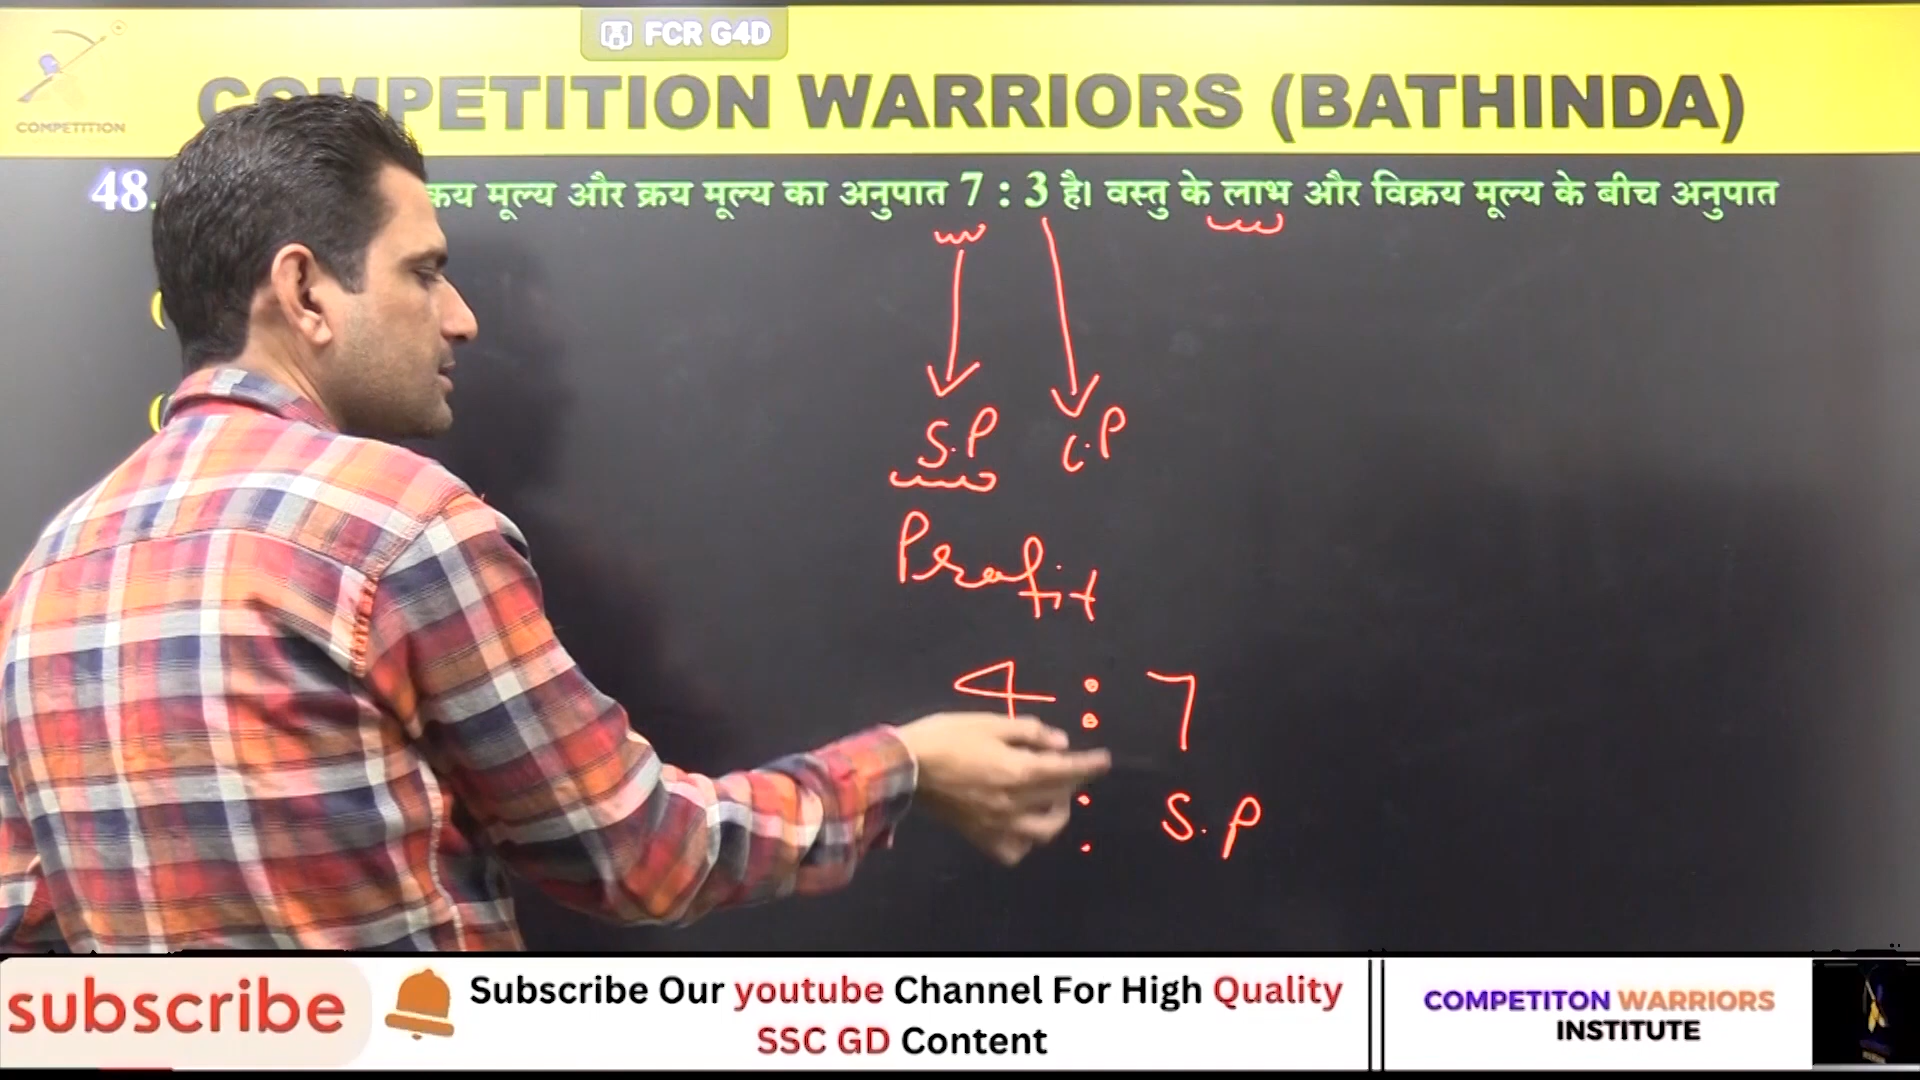 FCR G4D
COMPETITION WARRIORS (BATHINDA)
COMPETITION
48. क्रय मूल्य और क्रय मूल्य का अनुपात 7 : 3 है। वस्तु के लाभ और विक्रय मूल्य के बीच अनुपात
S.P C.P
Profit
4 : 7
: S.P
subscribe
Subscribe Our youtube Channel For High Quality
SSC GD Content
COMPETITON WARRIORS
INSTITUTE